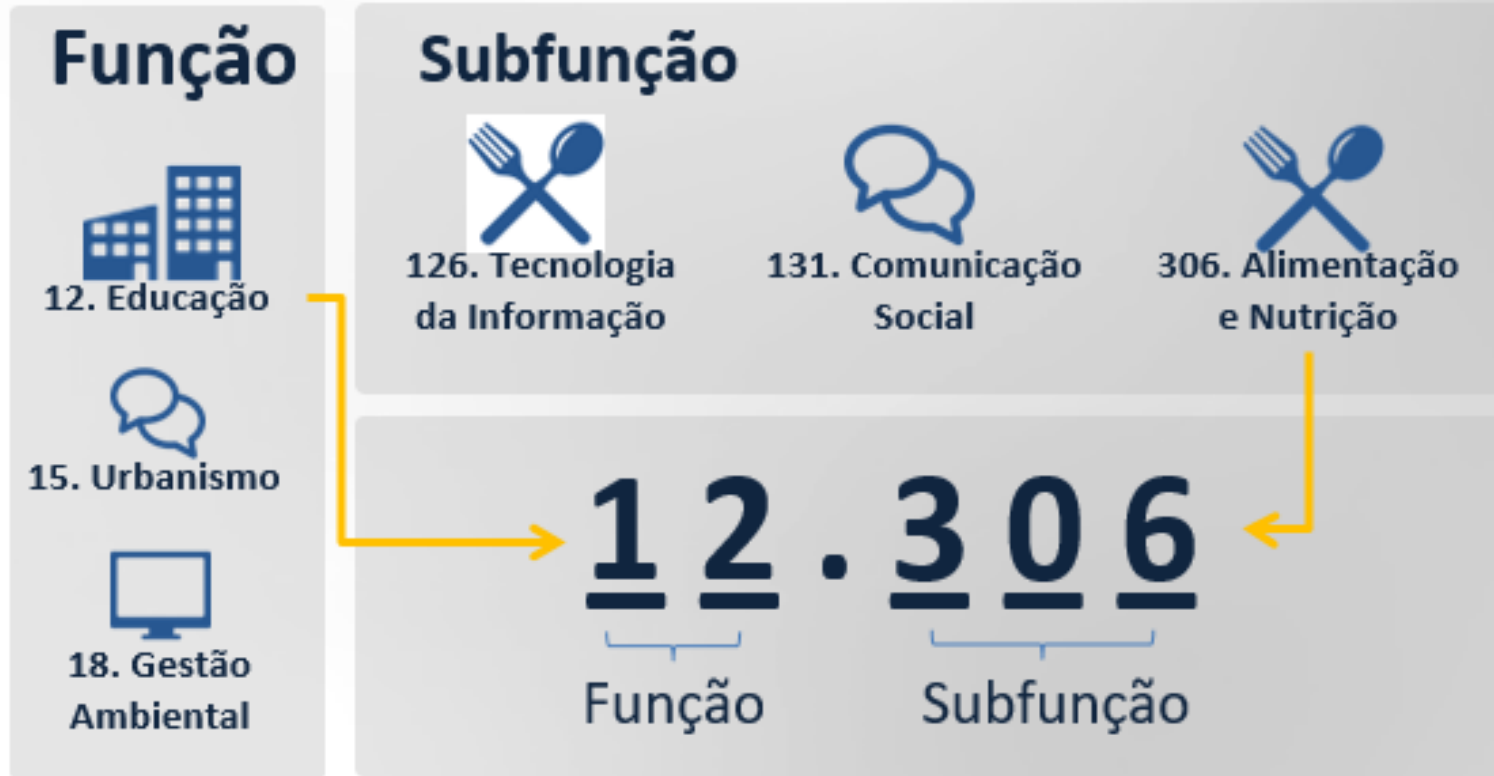 Função
12. Educação
15. Urbanismo
18. Gestão
Ambiental
Subfunção
126. Tecnologia
da Informação
131. Comunicação
Social
306. Alimentação
e Nutrição
12.306
Função
Subfunção